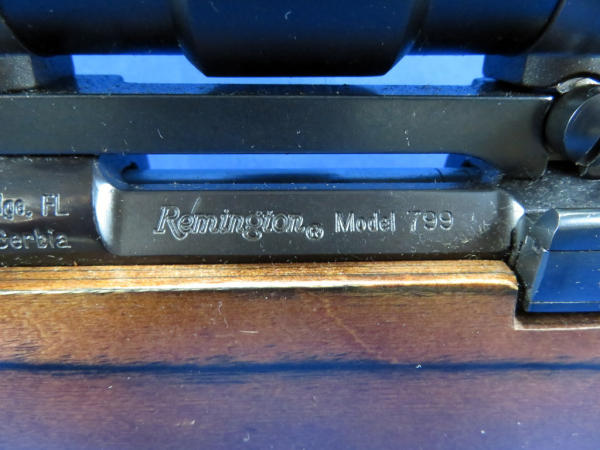 dge, FL
Serbia
Remington® Model 799